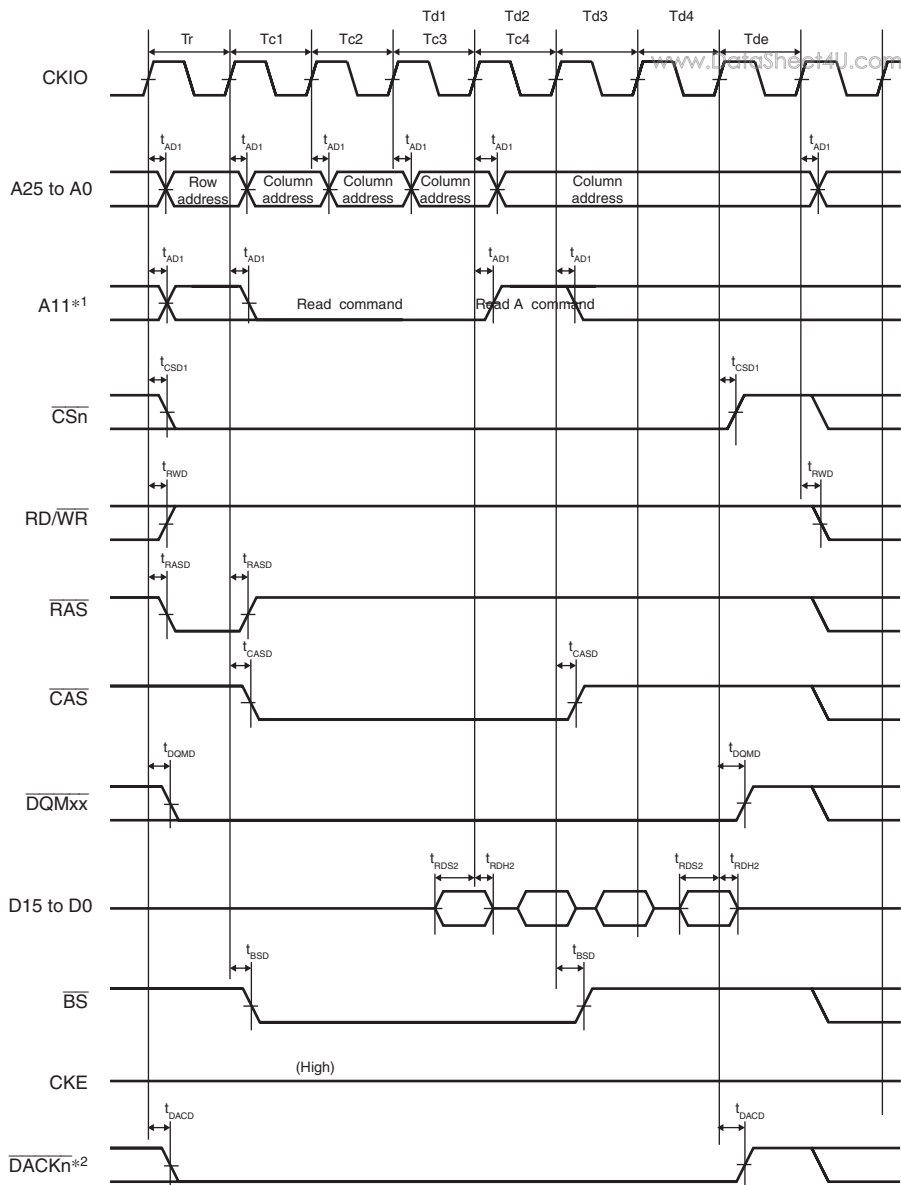 Td1 Td2 Td3 Td4
Tr Tc1 Tc2 Tc3 Tc4 Tde
www.DataSheet4U.com
CKIO
tAD1 tAD1 tAD1 tAD1 tAD1 tAD1
A25 to A0
Row address
Column address
Column address
Column address
Column address
tAD1 tAD1 tAD1 tAD1
A11*1
Read command
Read A command
tCSD1 tCSD1
CSn
tRWD tRWD
RD/WR
tRASD tRASD
RAS
tCASD tCASD
CAS
tDQMD tDQMD
DQMxx
tRDS2 tRDH2 tRDS2 tRDH2
D15 to D0
tBSD tBSD
BS
(High)
CKE
tDACD tDACD
DACKn*2